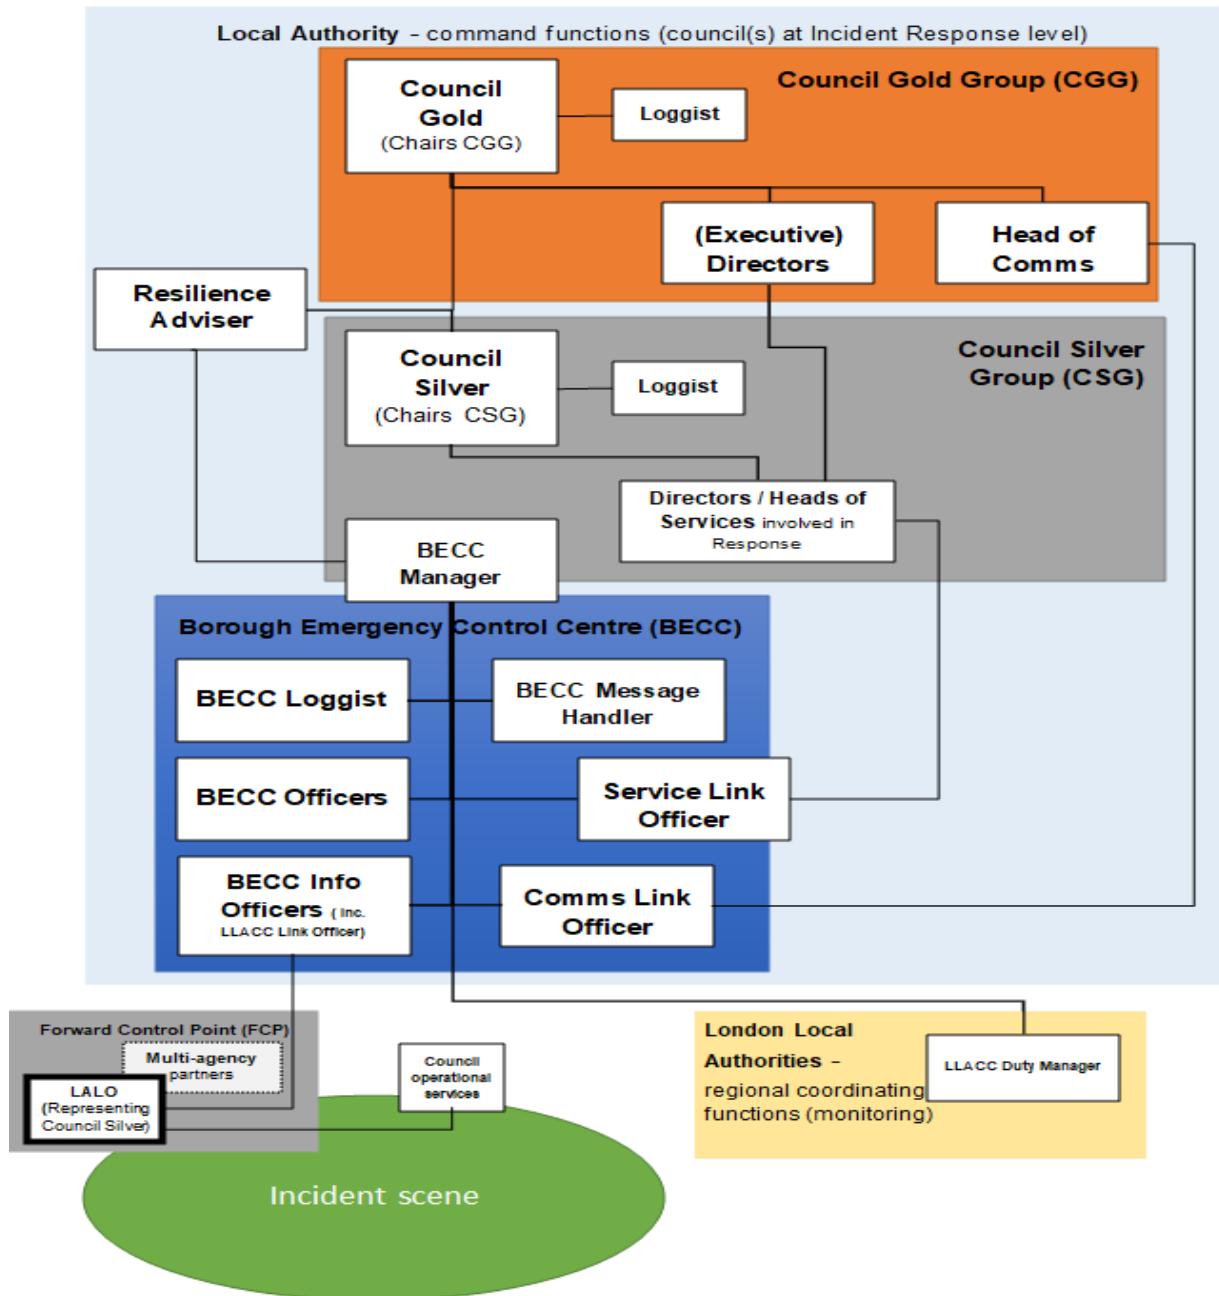 Local Authority – command functions (council(s) at Incident Response level)
Council Gold Group (CGG)
Council
Gold
(Chairs CGG)
Loggist
(Executive)
Directors
Head of
Comms
Resilience
Adviser
Council Silver
Group (CSG)
Council
Silver
(Chairs CSG)
Loggist
Directors / Heads of
Services involved in
Response
BECC
Manager
Borough Emergency Control Centre (BECC)
BECC Loggist
BECC Message
Handler
BECC Officers
Service Link
Officer
BECC Info
Officers ( Inc.
LLACC Link Officer)
Comms Link
Officer
Forward Control Point (FCP)
Multi-agency
partners
LALO
(Representing
Council Silver)
Council
operational
services
London Local
Authorities –
regional coordinating
functions (monitoring)
LLACC Duty Manager
Incident scene